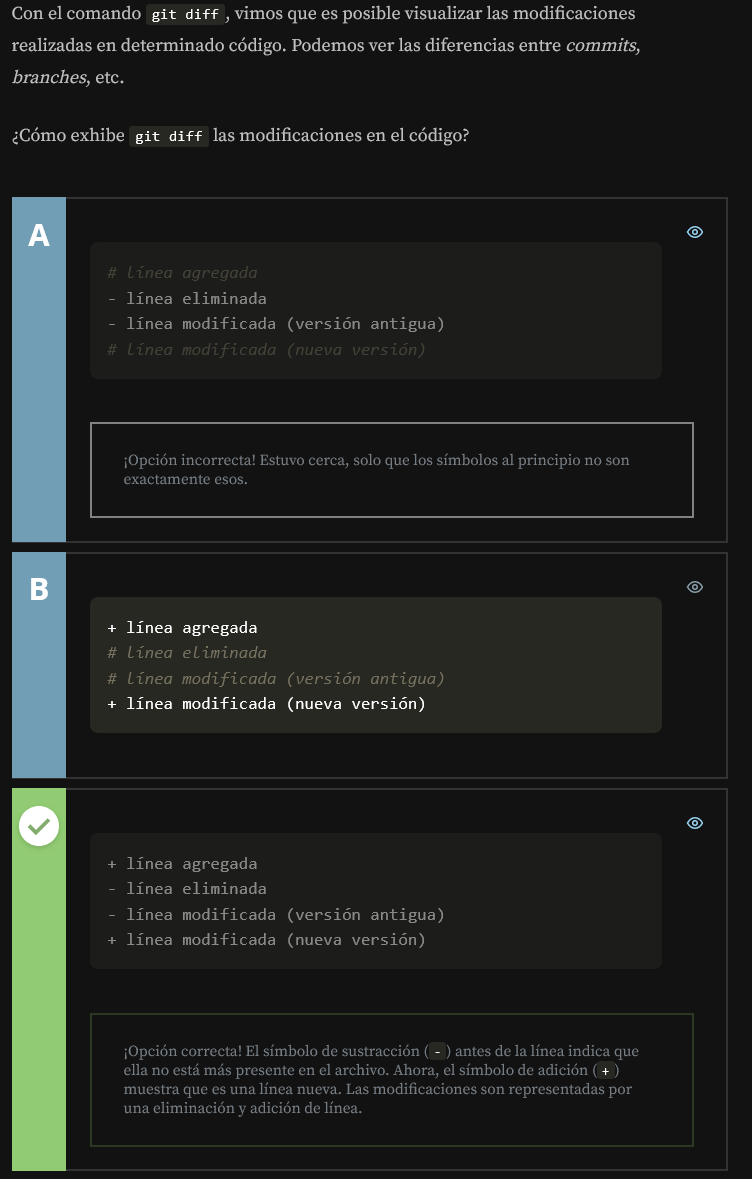 Con el comando git diff, vimos que es posible visualizar las modificaciones
realizadas en determinado código. Podemos ver las diferencias entre commits,
branches, etc.
¿Cómo exhibe git diff las modificaciones en el código?
A
# línea agregada
- línea eliminada
- línea modificada (versión antigua)
# línea modificada (nueva versión)
¡Opción incorrecta! Estuvo cerca, solo que los símbolos al principio no son
exactamente esos.
B
+ línea agregada
# línea eliminada
# línea modificada (versión antigua)
+ línea modificada (nueva versión)
+ línea agregada
- línea eliminada
- línea modificada (versión antigua)
+ línea modificada (nueva versión)
¡Opción correcta! El símbolo de sustracción ( - ) antes de la línea indica que
ella no está más presente en el archivo. Ahora, el símbolo de adición ( + )
muestra que es una línea nueva. Las modificaciones son representadas por
una eliminación y adición de línea.